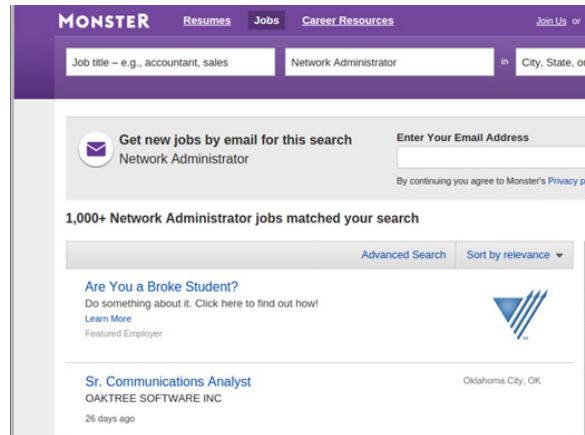 MONSTER Resumes Jobs Career Resources Join Us or
Job title – e.g., accountant, sales Network Administrator in City, State, o
Get new jobs by email for this search
Network Administrator
Enter Your Email Address
By continuing you agree to Monster's Privacy p
1,000+ Network Administrator jobs matched your search
Advanced Search Sort by relevance
Are You a Broke Student?
Do something about it. Click here to find out how!
Learn More
Featured Employer
Sr. Communications Analyst Oklahoma City, OK
OAKTREE SOFTWARE INC
26 days ago